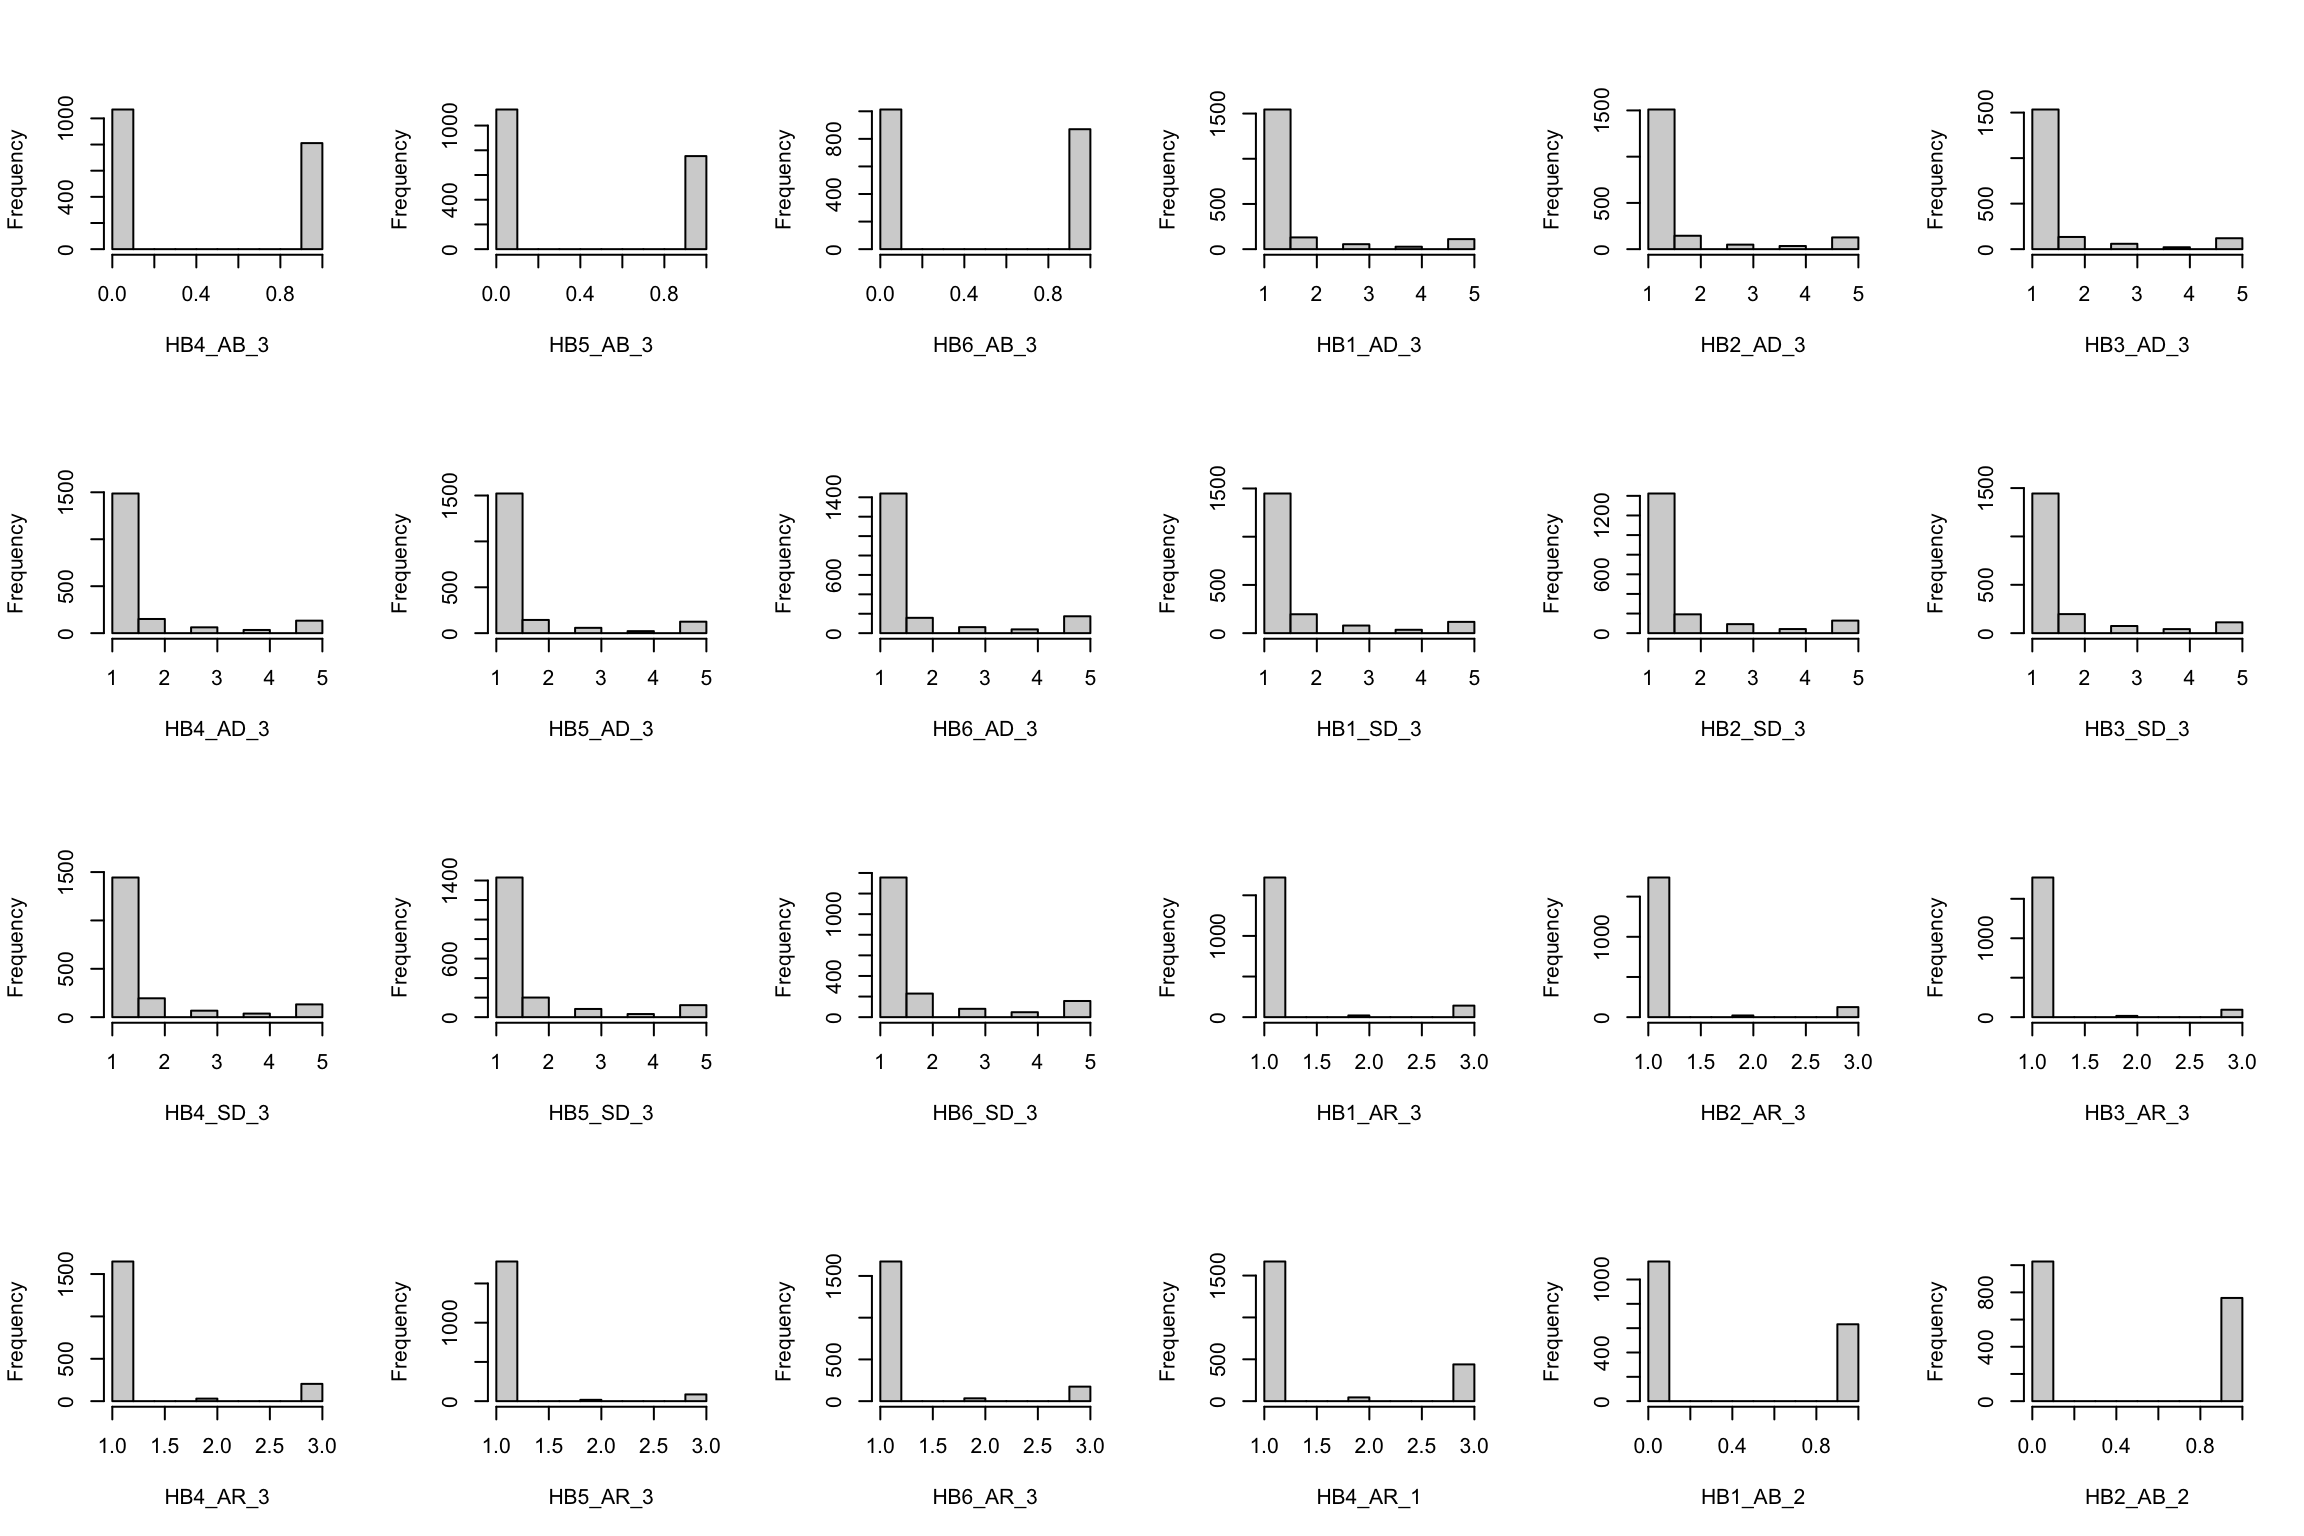 Frequency 0 400 1000 0.0 0.4 0.8 HB4_AB_3
Frequency 0 400 1000 0.0 0.4 0.8 HB5_AB_3
Frequency 0 400 800 0.0 0.4 0.8 HB6_AB_3
Frequency 0 500 1500 1 2 3 4 5 HB1_AD_3
Frequency 0 500 1500 1 2 3 4 5 HB2_AD_3
Frequency 0 500 1500 1 2 3 4 5 HB3_AD_3
Frequency 0 500 1500 1 2 3 4 5 HB4_AD_3
Frequency 0 500 1500 1 2 3 4 5 HB5_AD_3
Frequency 0 600 1400 1 2 3 4 5 HB6_AD_3
Frequency 0 500 1500 1 2 3 4 5 HB1_SD_3
Frequency 0 600 1200 1 2 3 4 5 HB2_SD_3
Frequency 0 500 1500 1 2 3 4 5 HB3_SD_3
Frequency 0 500 1500 1 2 3 4 5 HB4_SD_3
Frequency 0 600 1400 1 2 3 4 5 HB5_SD_3
Frequency 0 400 1000 1 2 3 4 5 HB6_SD_3
Frequency 0 1000 1.0 1.5 2.0 2.5 3.0 HB1_AR_3
Frequency 0 1000 1.0 1.5 2.0 2.5 3.0 HB2_AR_3
Frequency 0 1000 1.0 1.5 2.0 2.5 3.0 HB3_AR_3
Frequency 0 500 1500 1.0 1.5 2.0 2.5 3.0 HB4_AR_3
Frequency 0 1000 1.0 1.5 2.0 2.5 3.0 HB5_AR_3
Frequency 0 500 1500 1.0 1.5 2.0 2.5 3.0 HB6_AR_3
Frequency 0 500 1500 1.0 1.5 2.0 2.5 3.0 HB4_AR_1
Frequency 0 400 1000 0.0 0.4 0.8 HB1_AB_2
Frequency 0 400 800 0.0 0.4 0.8 HB2_AB_2